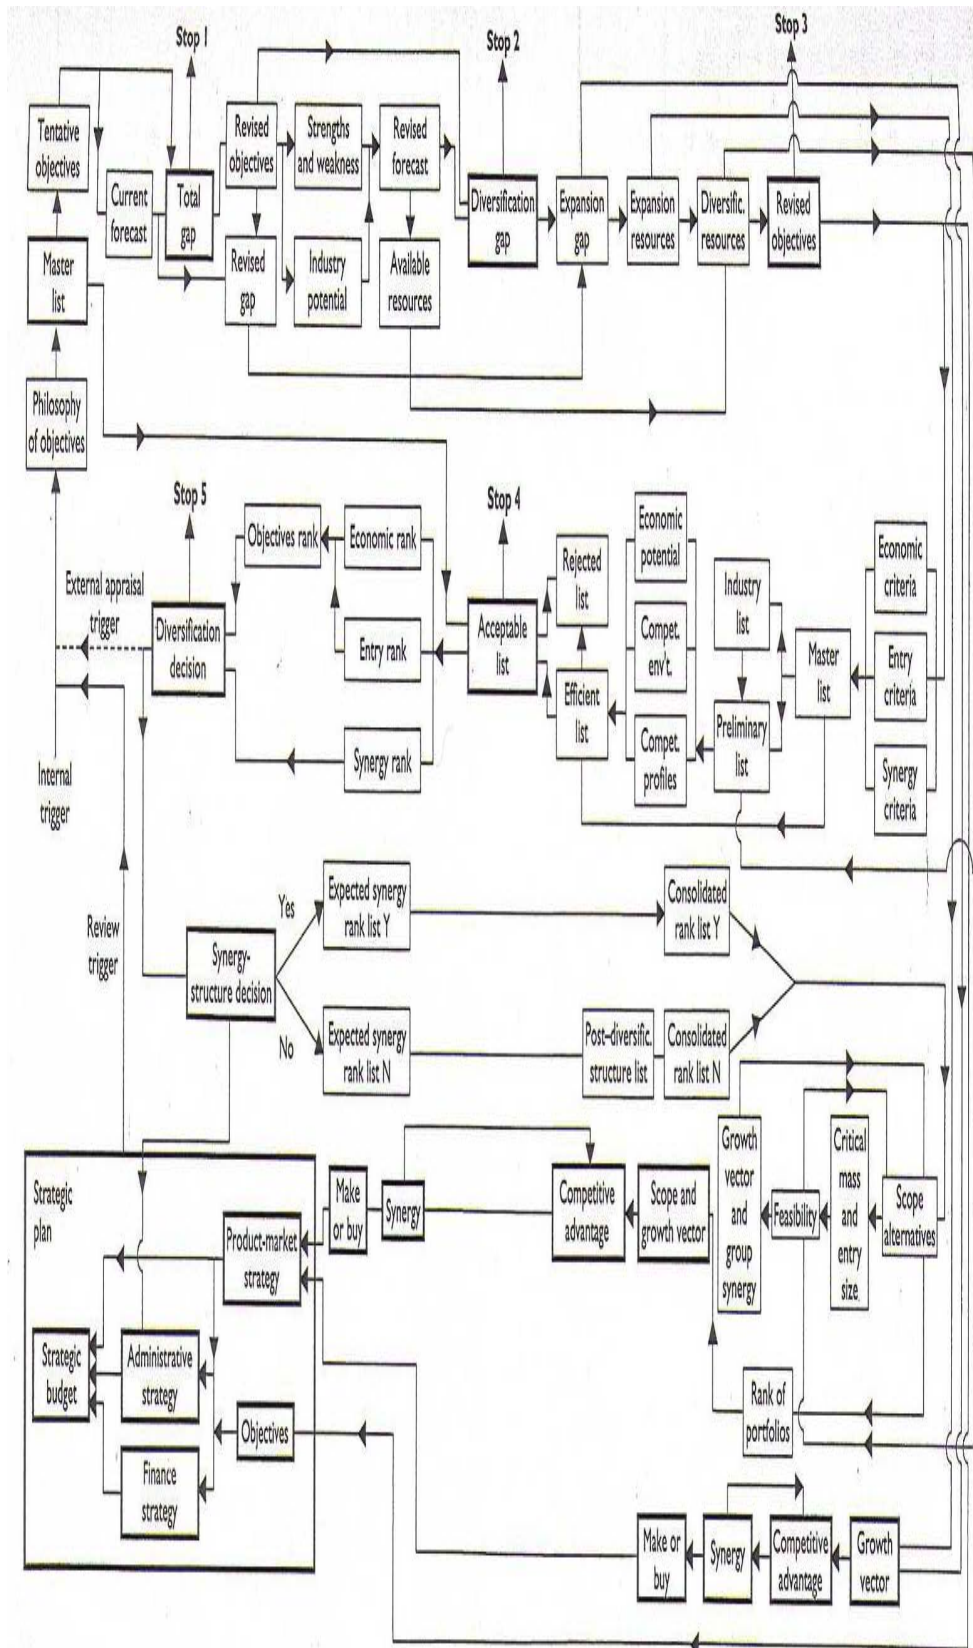 Stop 1
Stop 2
Stop 3
Tentative
objectives
Current
forecast
Total
gap
Revised
objectives
Strengths
and weakness
Revised
forecast
Diversification
gap
Expansion
gap
Expansion
resources
Diversific.
resources
Revised
objectives
Master
list
Revised
gap
Industry
potential
Available
resources
Philosophy
of objectives
Stop 5
Stop 4
External appraisal
trigger
Diversification
decision
Objectives rank
Economic rank
Entry rank
Synergy rank
Acceptable
list
Rejected
list
Efficient
list
Economic
potential
Compet.
env't.
Compet.
profiles
Industry
list
Preliminary
list
Master
list
Economic
criteria
Entry
criteria
Synergy
criteria
Internal
trigger
Review
trigger
Synergy-
structure decision
Yes
No
Expected synergy
rank list Y
Consolidated
rank list Y
Expected synergy
rank list N
Post-diversific.
structure list
Consolidated
rank list N
Strategic
plan
Make
or buy
Synergy
Competitive
advantage
Scope and
growth vector
Growth
vector
and
group
synergy
Feasibility
Critical
mass
and
entry
size
Scope
alternatives
Product-market
strategy
Strategic
budget
Administrative
strategy
Objectives
Finance
strategy
Rank of
portfolios
Make or
buy
Synergy
Competitive
advantage
Growth
vector